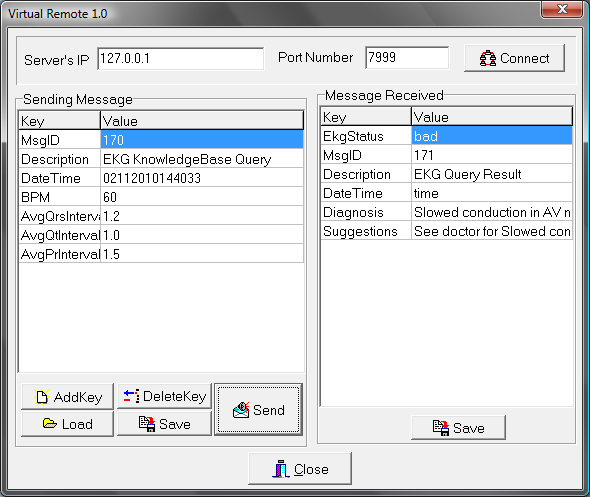 Virtual Remote 1.0
Server's IP 127.0.0.1 Port Number 7999 Connect
Sending Message
Key Value
MsgID 170
Description EKG KnowledgeBase Query
DateTime 02112010144033
BPM 60
AvgQrsInterval 1.2
AvgQtInterval 1.0
AvgPrInterval 1.5
AddKey DeleteKey
Load Save
Send
Message Received
Key Value
EkgStatus bad
MsgID 171
Description EKG Query Result
DateTime time
Diagnosis Slowed conduction in AV n
Suggestions See doctor for Slowed con
Save
Close